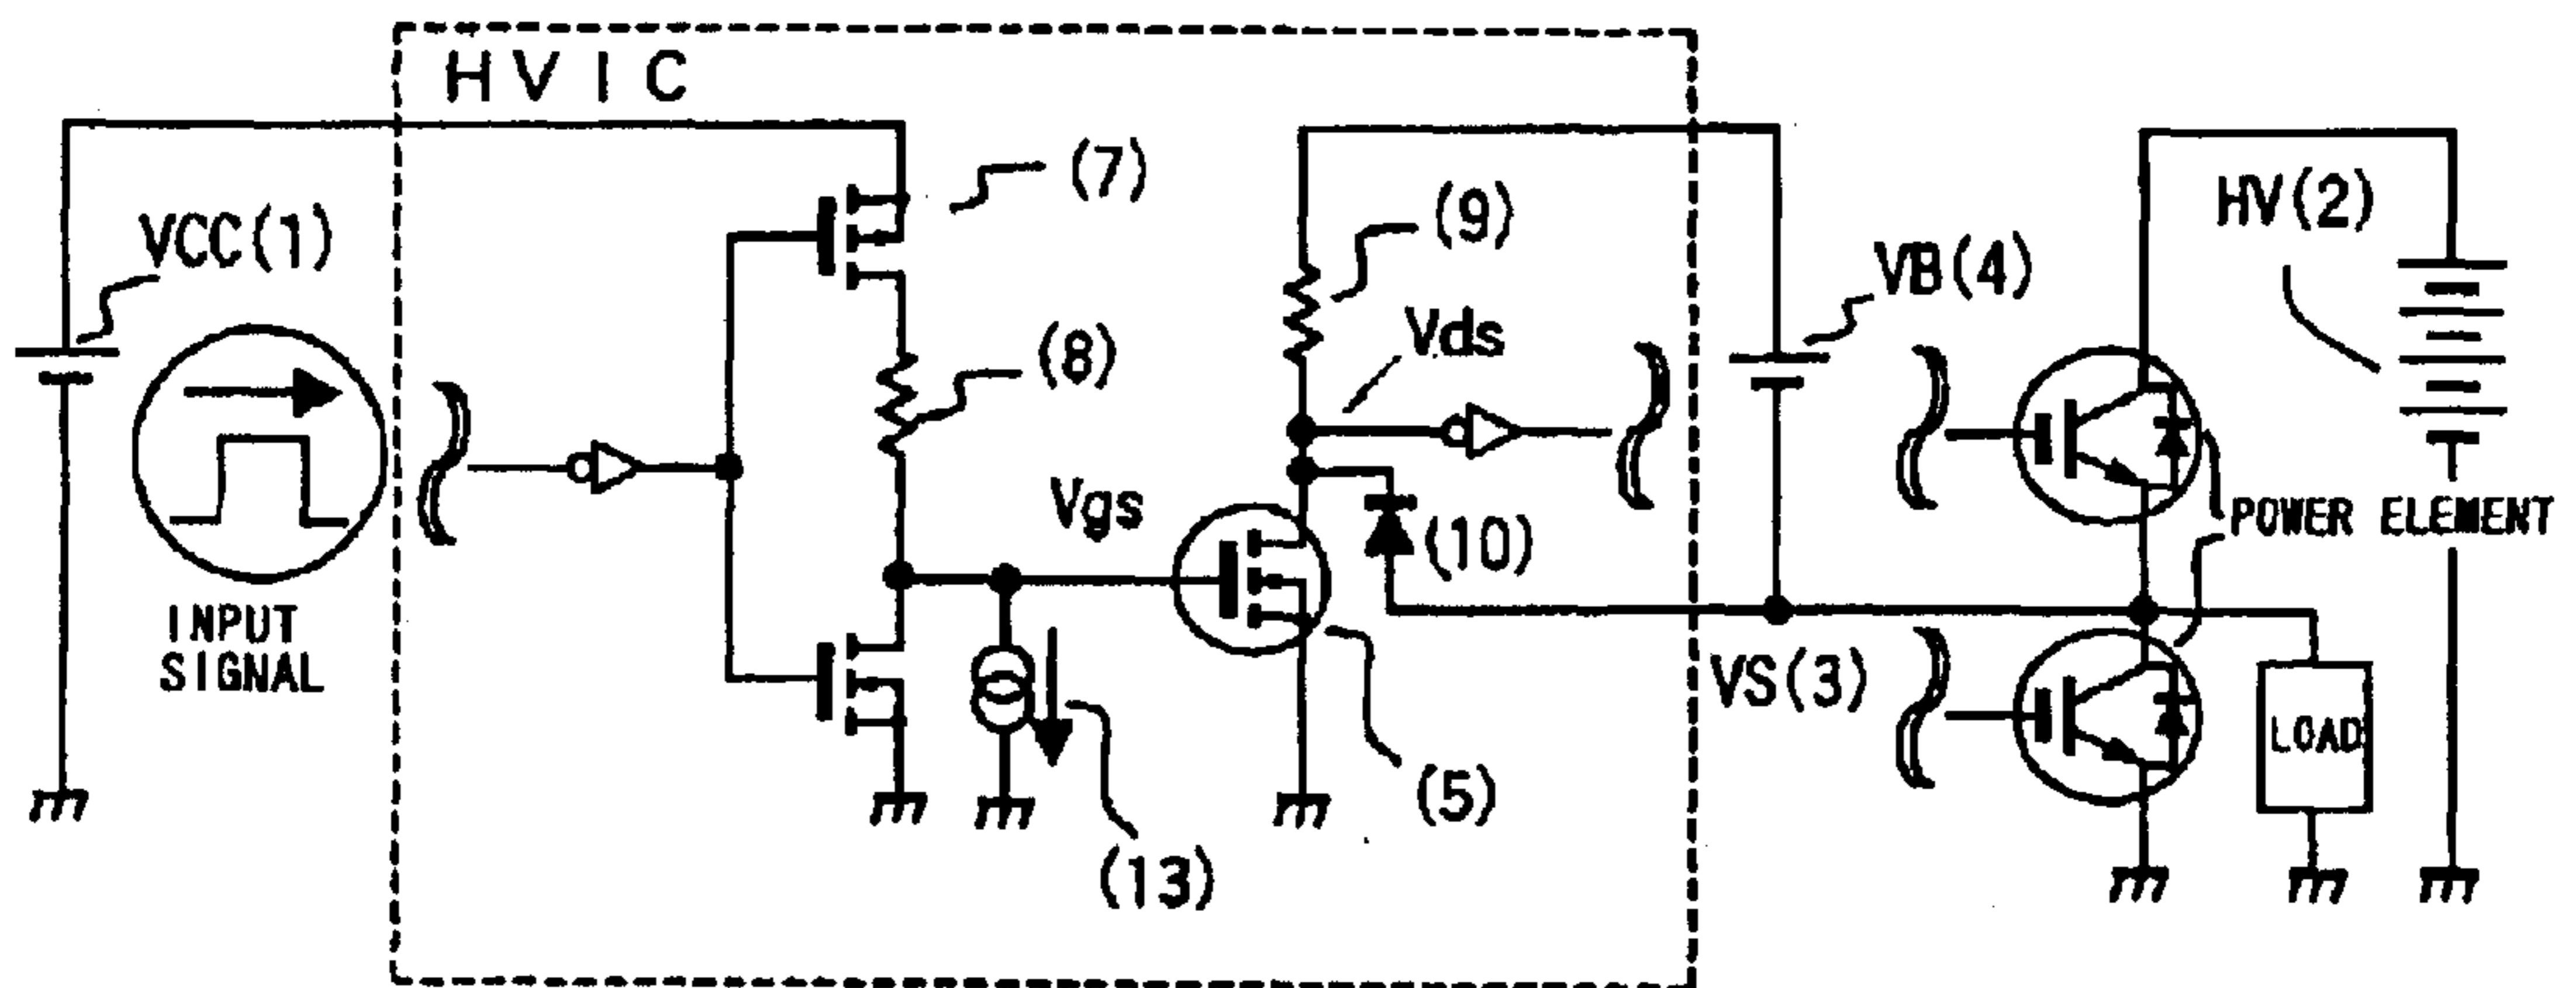 HVIC
(7)
VCC(1)
(9)
HV(2)
VB(4)
Vds
(8)
Vgs
(10)
POWER ELEMENT
INPUT
SIGNAL
VS(3)
LOAD
(5)
(13)